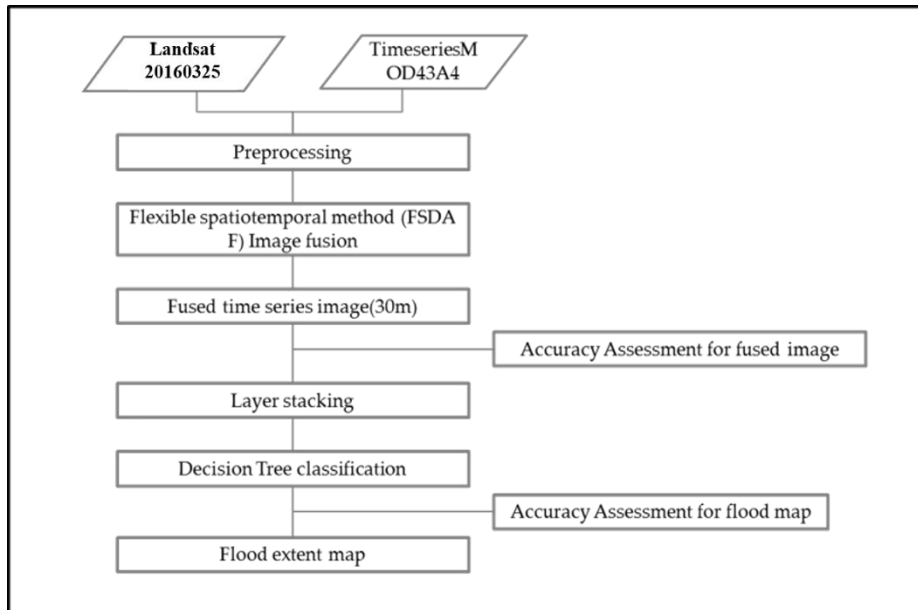 Landsat
20160325
TimeseriesM
OD43A4
Preprocessing
Flexible spatiotemporal method (FSDA
F) Image fusion
Fused time series image(30m)
Accuracy Assessment for fused image
Layer stacking
Decision Tree classification
Accuracy Assessment for flood map
Flood extent map